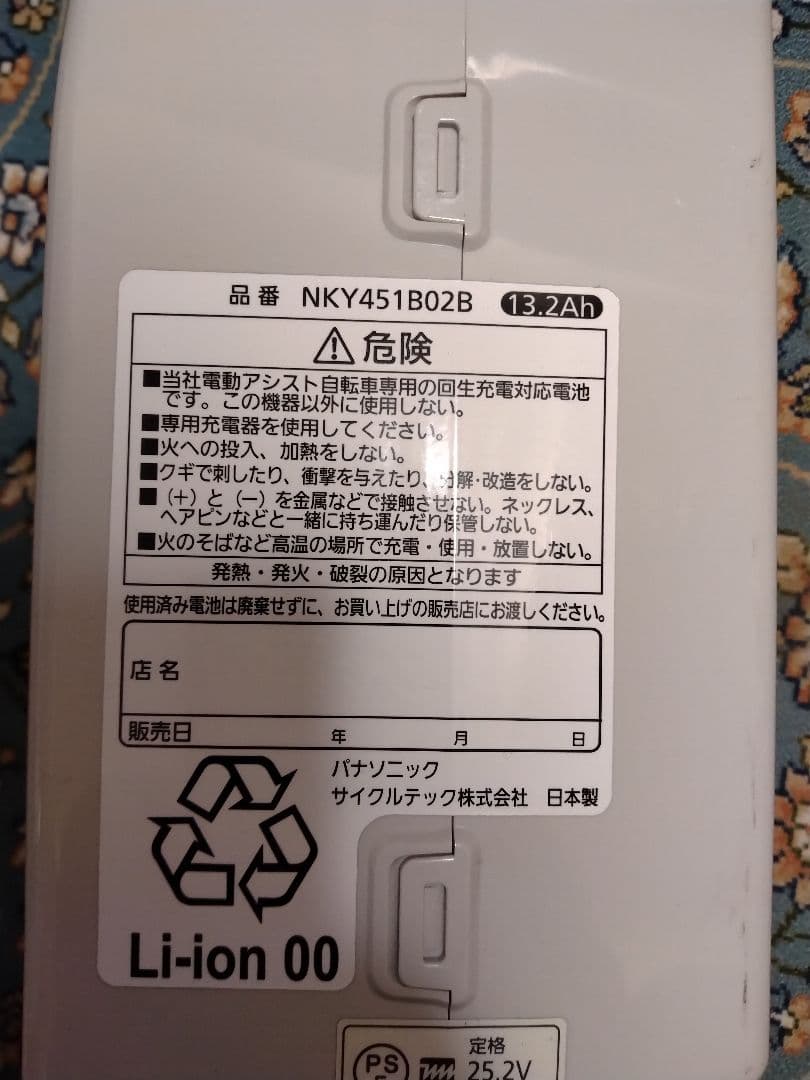 品番 NKY451B02B 13.2Ah
危険
■当社電動アシスト自転車専用の回生充電対応電池
です。この機器以外に使用しない。
■専用充電器を使用してください。
■火への投入、加熱をしない。
■クギで刺したり、衝撃を与えたり、分解・改造をしない。
■（+）と（−）を金属などで接触させない。ネックレス、
ヘアピンなどと一緒に持ち運んだり保管しない。
■火のそばなど高温の場所で充電・使用・放置しない。
発熱・発火・破裂の原因となります
使用済み電池は廃棄せずに、お買い上げの販売店にお渡しください。
店名
販売日 年 月 日
パナソニック
サイクルテック株式会社 日本製
Li-ion 00
PS
定格
25.2V